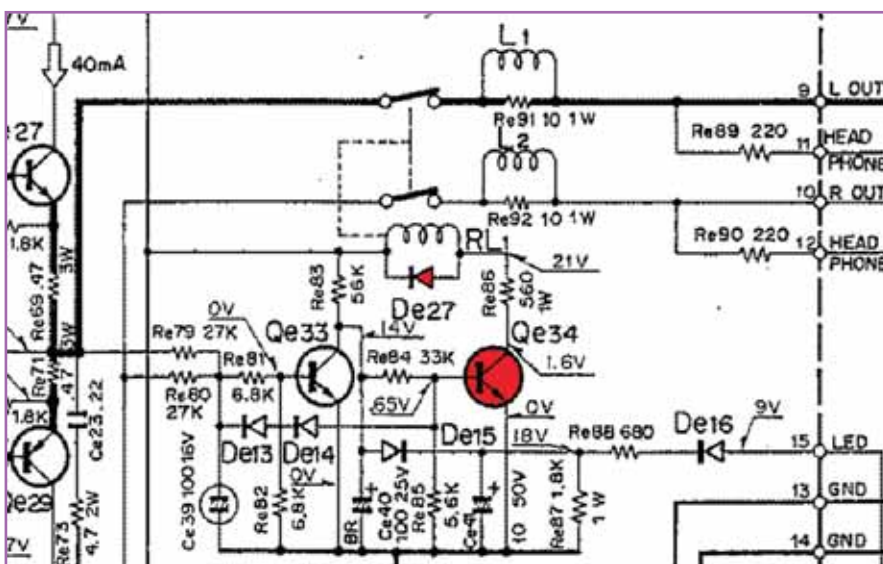 40mA
L1
9 L OUT
Re91 10 1W
Re89 220
11 HEAD
PHONE
L2
10 R OUT
Re92 10 1W
Re90 220
12 HEAD
PHONE
RL1
21V
1.8K
Re69 .47 3W
Re83 56K
De27
Re86 560 1W
Qe33
14V
Qe34
0V
Re79 27K
Re81
6.8K
Re80
27K
Re84 33K
.65V
1.6V
0V
Re71 .47 3W
1.8K
Ce23 .22
De13
De14
De15
18V
Re88 680
De16
9V
15 LED
0V
Qe29
Ce39 100 16V
Re82 6.8K
BR
Ce40 100 25V
Re85 5.6K
10 50V
Re87 1.8K 1W
13 GND
14 GND
Re73
4.7 2W